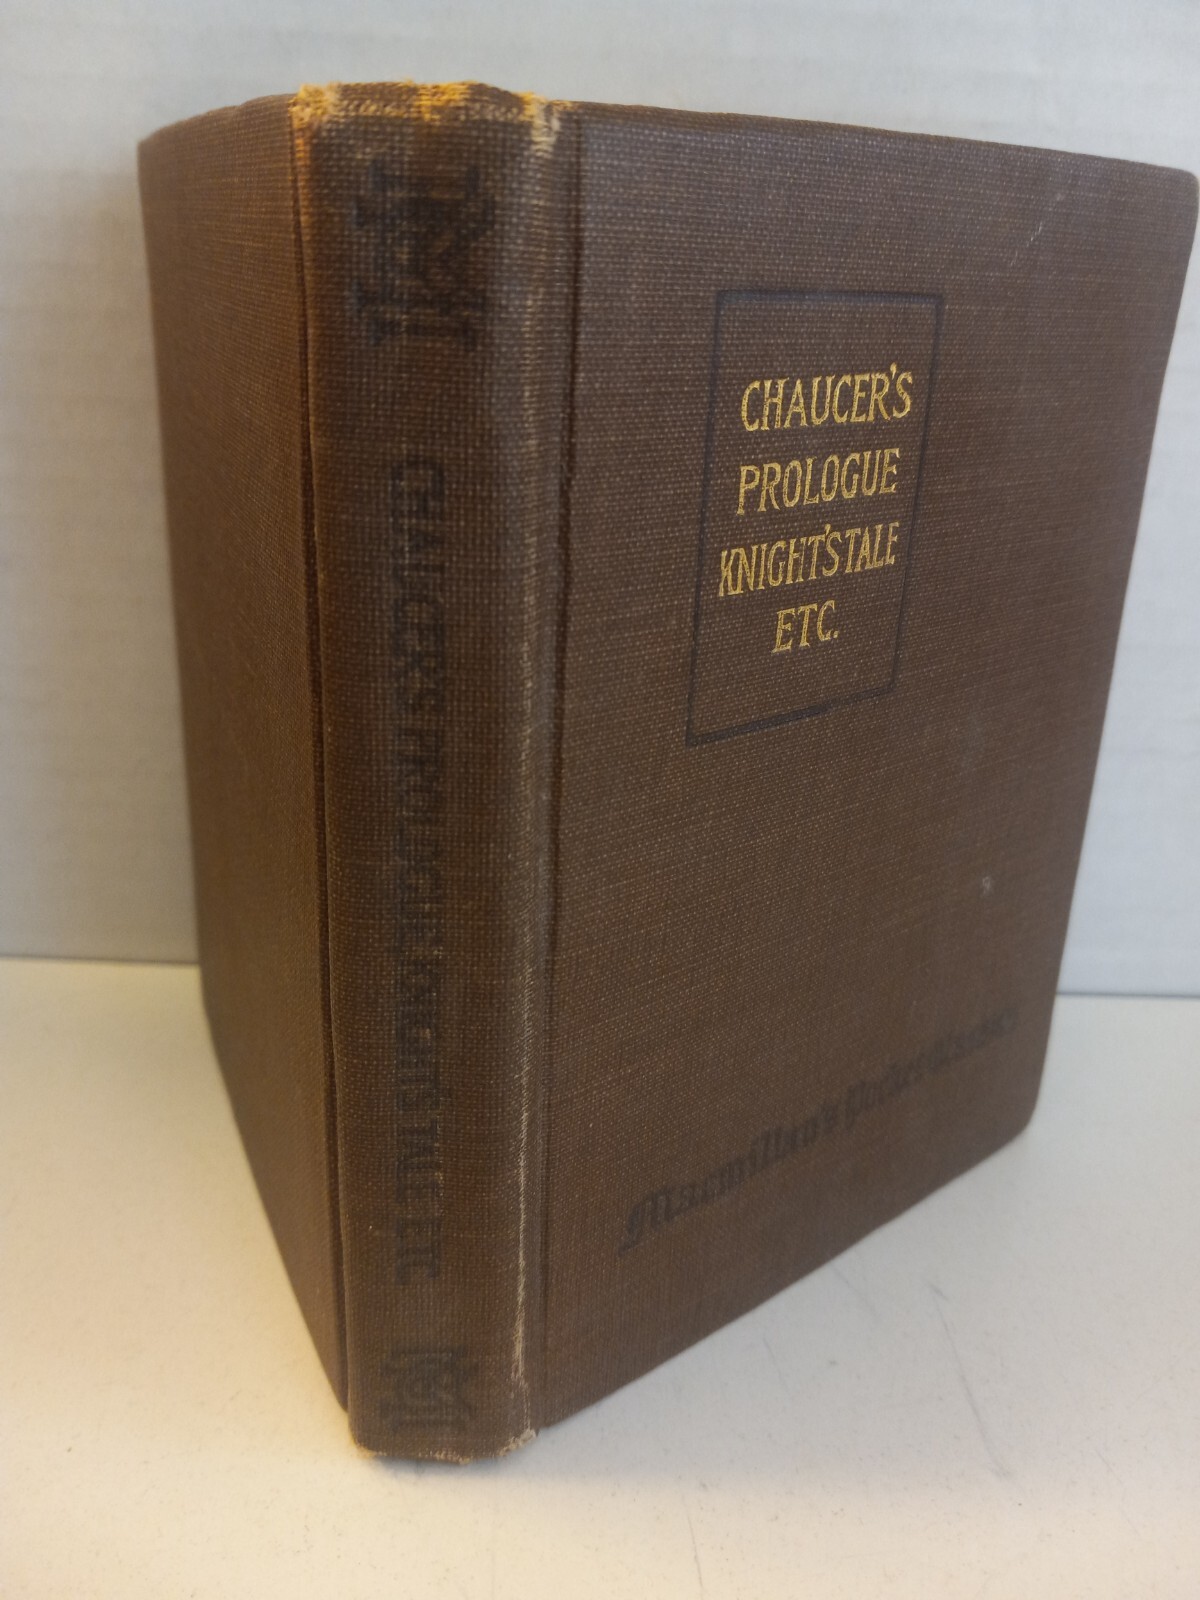 M
CHAUCER'S PROLOGUE KNIGHT'S TALE ETC.
M
CHAUCER'S
PROLOGUE
KNIGHT'S TALE
ETC.
Macmillan's Pocket Classics